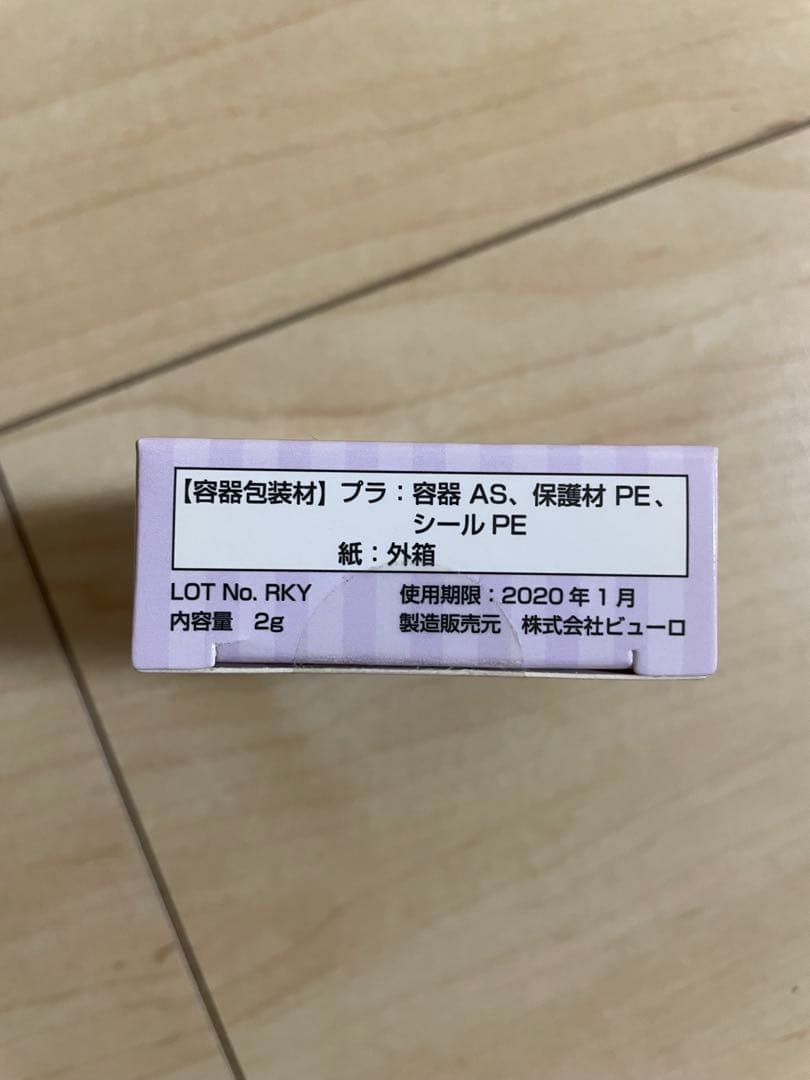 【容器包装材】プラ：容器 AS、保護材 PE、
シール PE
紙：外箱
LOT No. RKY 使用期限：2020 年 1 月
内容量 2g 製造販売元 株式会社ビューロ